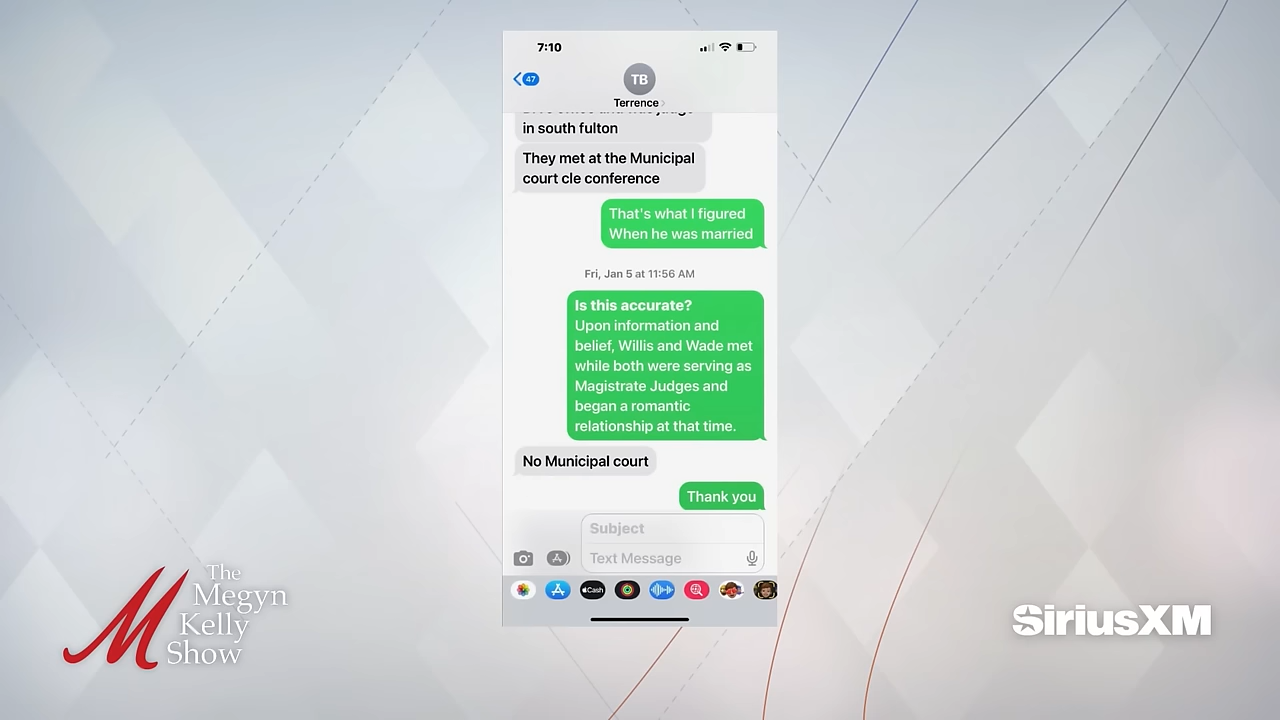 7:10
47
TB
Terrence
in south fulton
They met at the Municipal
court cle conference
That's what I figured
When he was married
Fri, Jan 5 at 11:56 AM
Is this accurate?
Upon information and
belief, Willis and Wade met
while both were serving as
Magistrate Judges and
began a romantic
relationship at that time.
No Municipal court
Thank you
Subject
Text Message
Cash
The
Megyn
Kelly
Show
SiriusXM